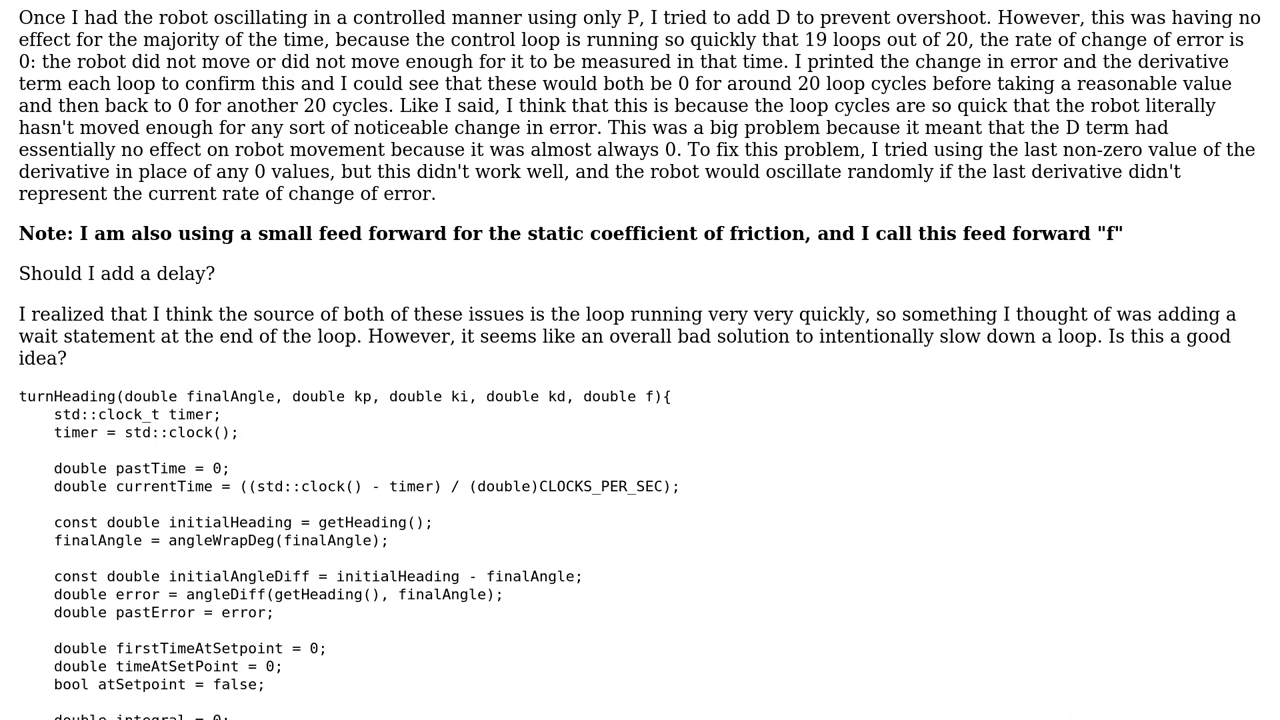 Once I had the robot oscillating in a controlled manner using only P, I tried to add D to prevent overshoot. However, this was having no
effect for the majority of the time, because the control loop is running so quickly that 19 loops out of 20, the rate of change of error is
0: the robot did not move or did not move enough for it to be measured in that time. I printed the change in error and the derivative
term each loop to confirm this and I could see that these would both be 0 for around 20 loop cycles before taking a reasonable value
and then back to 0 for another 20 cycles. Like I said, I think that this is because the loop cycles are so quick that the robot literally
hasn't moved enough for any sort of noticeable change in error. This was a big problem because it meant that the D term had
essentially no effect on robot movement because it was almost always 0. To fix this problem, I tried using the last non-zero value of the
derivative in place of any 0 values, but this didn't work well, and the robot would oscillate randomly if the last derivative didn't
represent the current rate of change of error.
Note: I am also using a small feed forward for the static coefficient of friction, and I call this feed forward "f"
Should I add a delay?
I realized that I think the source of both of these issues is the loop running very very quickly, so something I thought of was adding a
wait statement at the end of the loop. However, it seems like an overall bad solution to intentionally slow down a loop. Is this a good
idea?
turnHeading(double finalAngle, double kp, double ki, double kd, double f){
    std::clock_t timer;
    timer = std::clock();
    double pastTime = 0;
    double currentTime = ((std::clock() - timer) / (double)CLOCKS_PER_SEC);
    const double initialHeading = getHeading();
    finalAngle = angleWrapDeg(finalAngle);
    const double initialAngleDiff = initialHeading - finalAngle;
    double error = angleDiff(getHeading(), finalAngle);
    double pastError = error;
    double firstTimeAtSetpoint = 0;
    double timeAtSetPoint = 0;
    bool atSetpoint = false;
    double integral = 0;